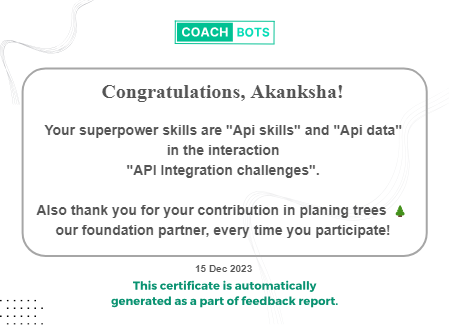 COACH BOTS
Congratulations, Akanksha!
Your superpower skills are "Api skills" and "Api data"
in the interaction
"API Integration challenges".
Also thank you for your contribution in planing trees 🌲
our foundation partner, every time you participate!
15 Dec 2023
This certificate is automatically
generated as a part of feedback report.